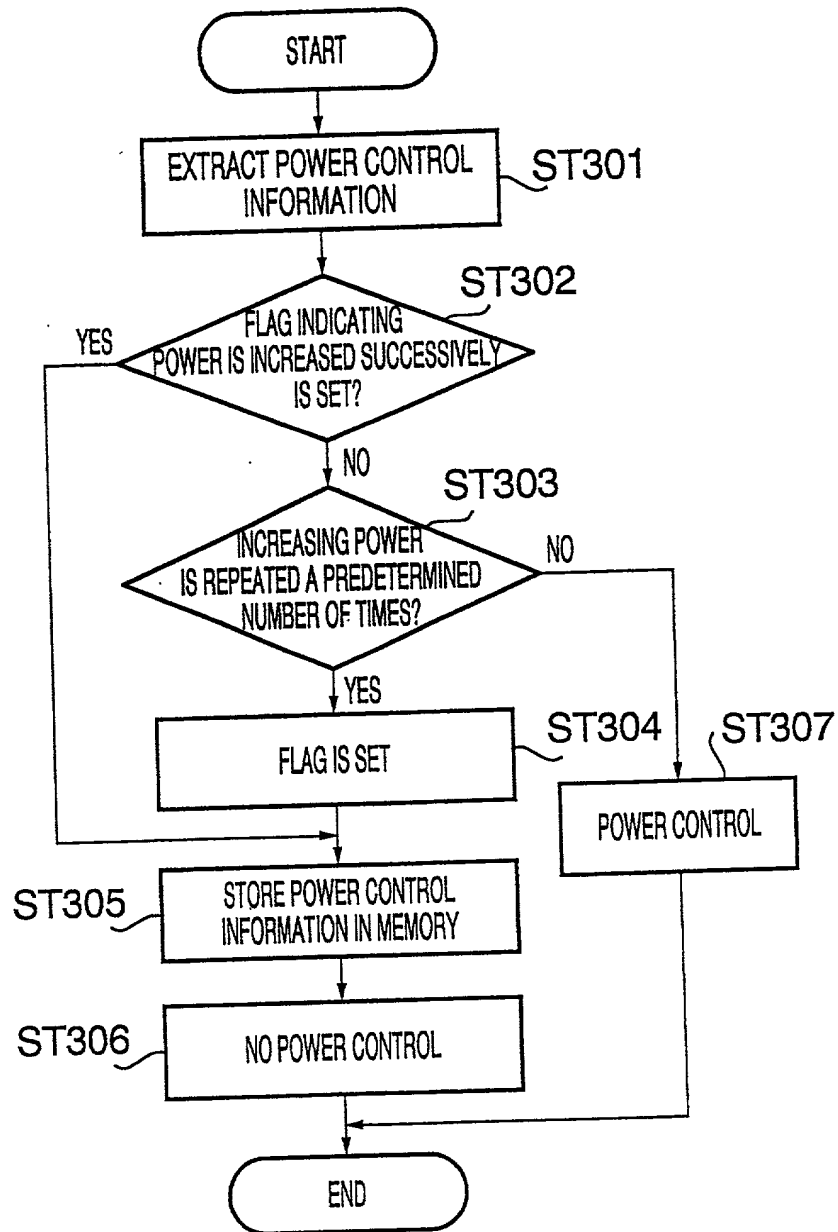 START
EXTRACT POWER CONTROL
INFORMATION
ST301
ST302
FLAG INDICATING
POWER IS INCREASED SUCCESSIVELY
IS SET?
YES
NO
ST303
INCREASING POWER
IS REPEATED A PREDETERMINED
NUMBER OF TIMES?
NO
YES
ST304
FLAG IS SET
ST307
POWER CONTROL
ST305
STORE POWER CONTROL
INFORMATION IN MEMORY
ST306
NO POWER CONTROL
END